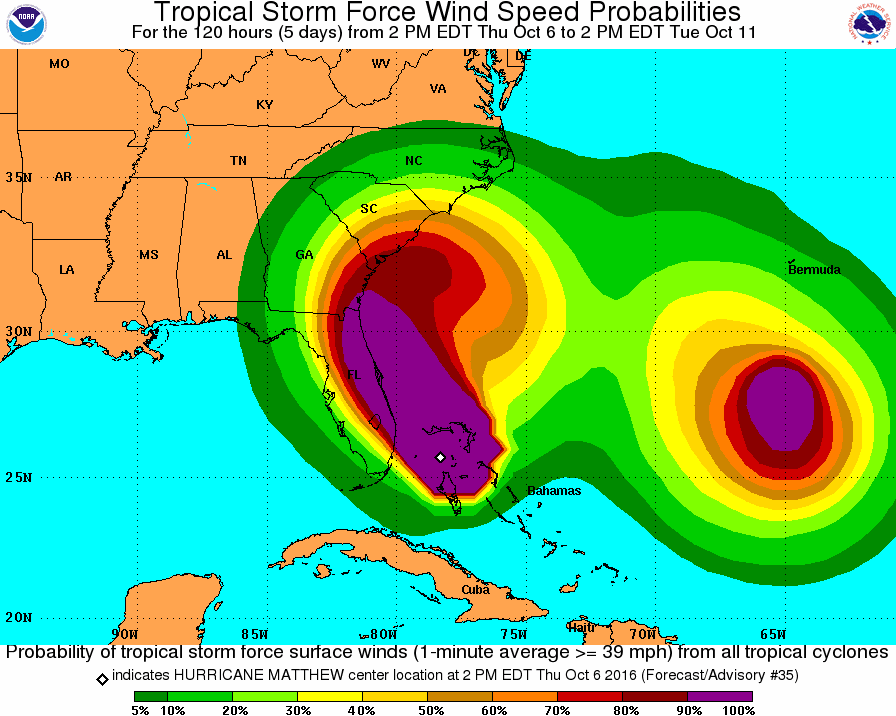 NOAA
Tropical Storm Force Wind Speed Probabilities
For the 120 hours (5 days) from 2 PM EDT Thu Oct 6 to 2 PM EDT Tue Oct 11
NATIONAL WEATHER SERVICE
MO
WV
DC
DE
VA
KY
TN
NC
35N
AR
SC
MS
AL
GA
LA
Bermuda
30N
FL
25N
Bahamas
Cuba
20N
Haiti
90W
85W
80W
75W
70W
65W
Probability of tropical storm force surface winds (1-minute average >= 39 mph) from all tropical cyclones
indicates HURRICANE MATTHEW center location at 2 PM EDT Thu Oct 6 2016 (Forecast/Advisory #35)
5% 10% 20% 30% 40% 50% 60% 70% 80% 90% 100%